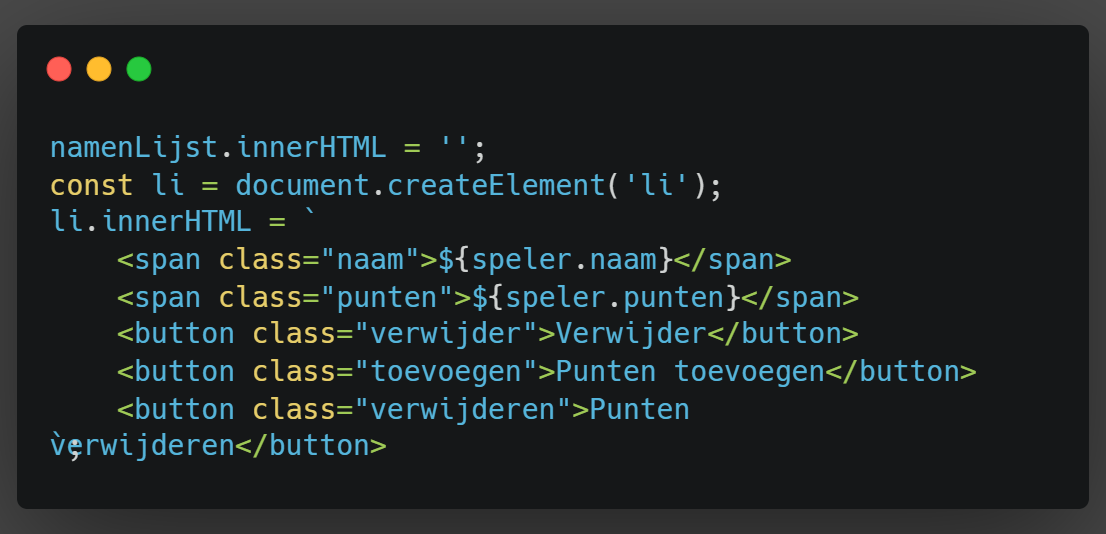 namenLijst.innerHTML = '';
const li = document.createElement('li');
li.innerHTML = `
    <span class="naam">${speler.naam}</span>
    <span class="punten">${speler.punten}</span>
    <button class="verwijder">Verwijder</button>
    <button class="toevoegen">Punten toevoegen</button>
    <button class="verwijderen">Punten
verwijderen</button>
`;